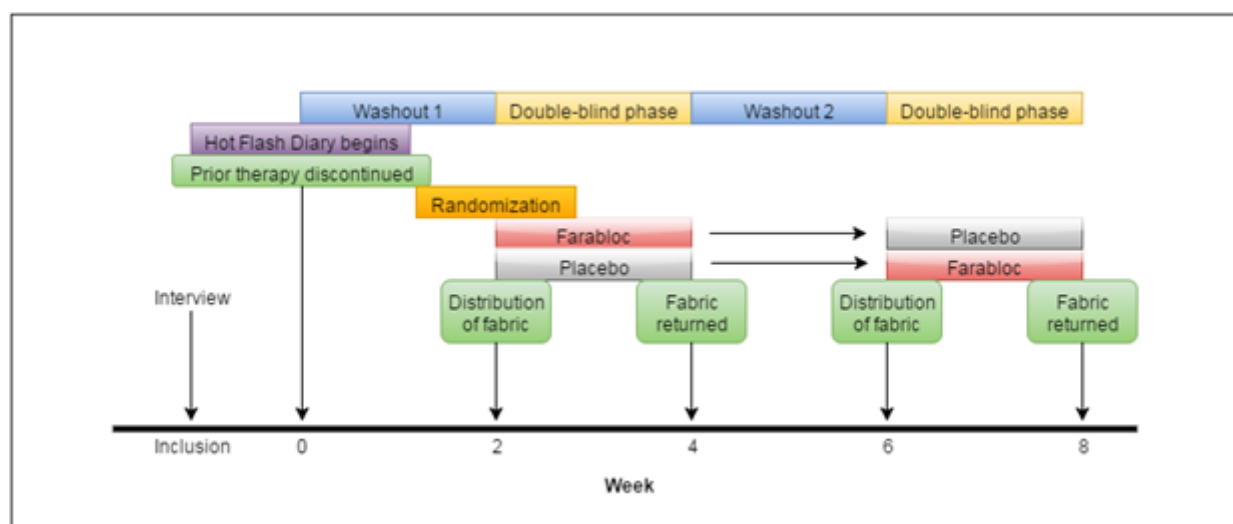 Washout 1
Double-blind phase
Washout 2
Double-blind phase
Hot Flash Diary begins
Prior therapy discontinued
Randomization
Farabloc
Placebo
Placebo
Farabloc
Interview
Distribution
of fabric
Fabric
returned
Distribution
of fabric
Fabric
returned
Inclusion
0
2
4
6
8
Week